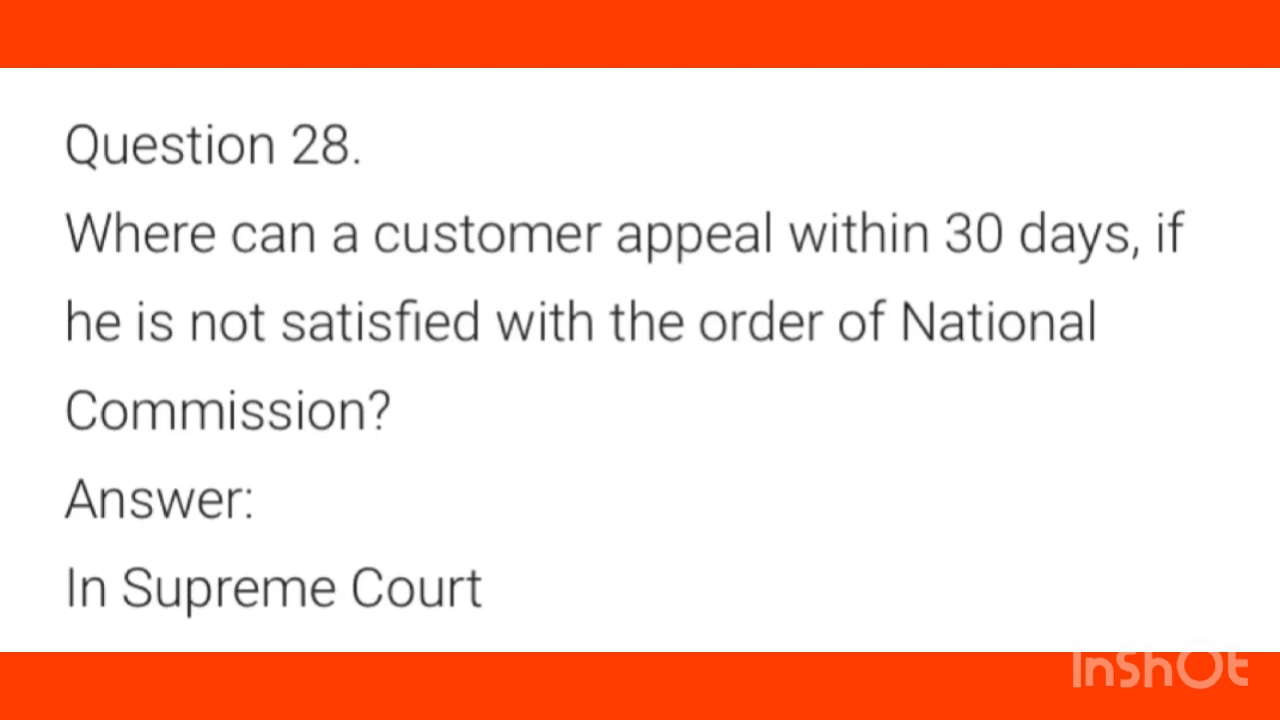 Question 28.
Where can a customer appeal within 30 days, if
he is not satisfied with the order of National
Commission?
Answer:
In Supreme Court
InShOt